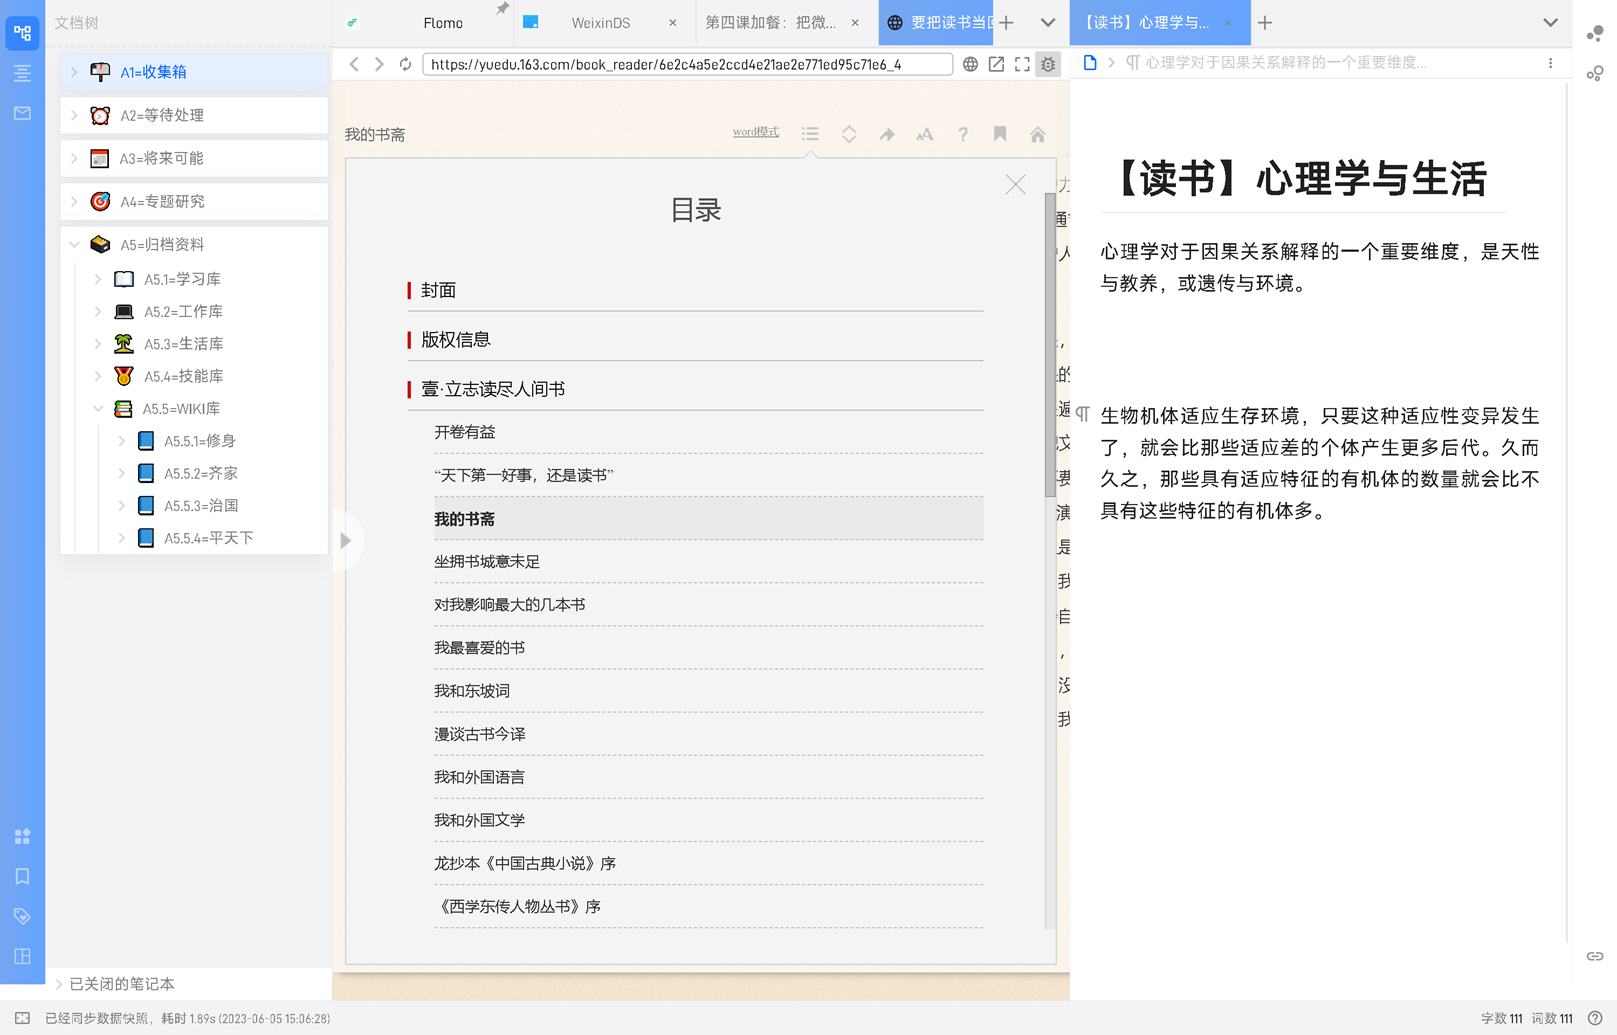 文档树
A1=收集箱
A2=等待处理
A3=将来可能
A4=专题研究
A5=归档资料
A5.1=学习库
A5.2=工作库
A5.3=生活库
A5.4=技能库
A5.5=WIKI库
A5.5.1=修身
A5.5.2=齐家
A5.5.3=治国
A5.5.4=平天下
已关闭的笔记本
Flomo
WeixinDS
第四课加餐：把微...
要把读书当
https://yuedu.163.com/book_reader/6e2c4a5e2ccd4e21ae2e771ed95c71e6_4
我的书斋
word模式
目录
封面
版权信息
壹·立志读尽人间书
开卷有益
“天下第一好事，还是读书”
我的书斋
坐拥书城意未足
对我影响最大的几本书
我最喜爱的书
我和东坡词
漫谈古书今译
我和外国语言
我和外国文学
龙抄本《中国古典小说》序
《西学东传人物丛书》序
【读书】心理学与...
心理学对于因果关系解释的一个重要维度...
【读书】心理学与生活
心理学对于因果关系解释的一个重要维度，是天性
与教养，或遗传与环境。
生物机体适应生存环境，只要这种适应性变异发生
了，就会比那些适应差的个体产生更多后代。久而
久之，那些具有适应特征的有机体的数量就会比不
具有这些特征的有机体多。
已经同步数据快照，耗时 1.89s (2023-06-05 15:06:28)
字数 111 词数 111